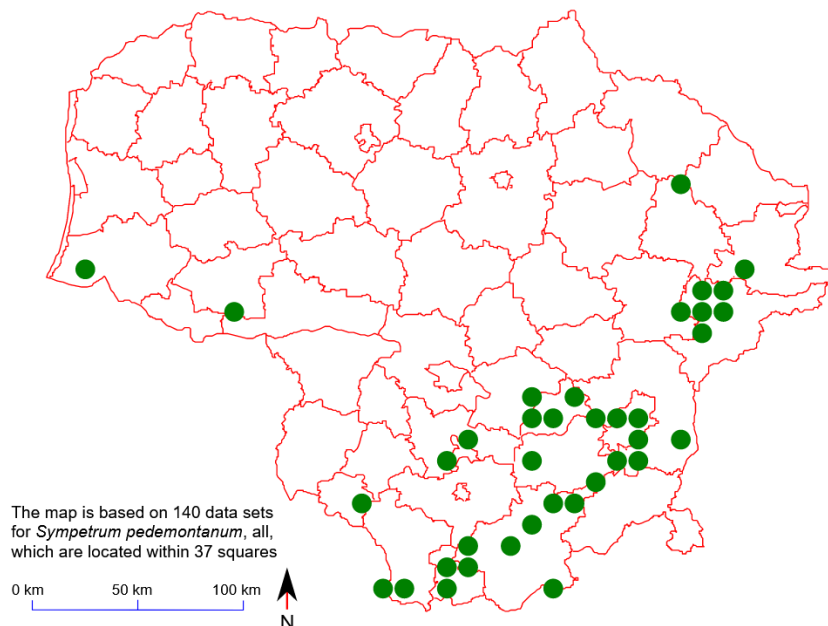 The map is based on 140 data sets
for Sympetrum pedemontanum, all,
which are located within 37 squares
0 km 50 km 100 km
N